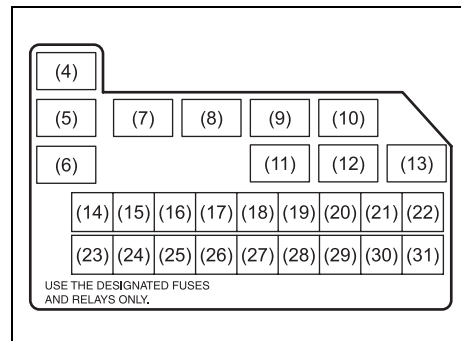 (4)
(5) (7) (8) (9) (10)
(6) (11) (12) (13)
(14) (15) (16) (17) (18) (19) (20) (21) (22)
(23) (24) (25) (26) (27) (28) (29) (30) (31)
USE THE DESIGNATED FUSES
AND RELAYS ONLY.